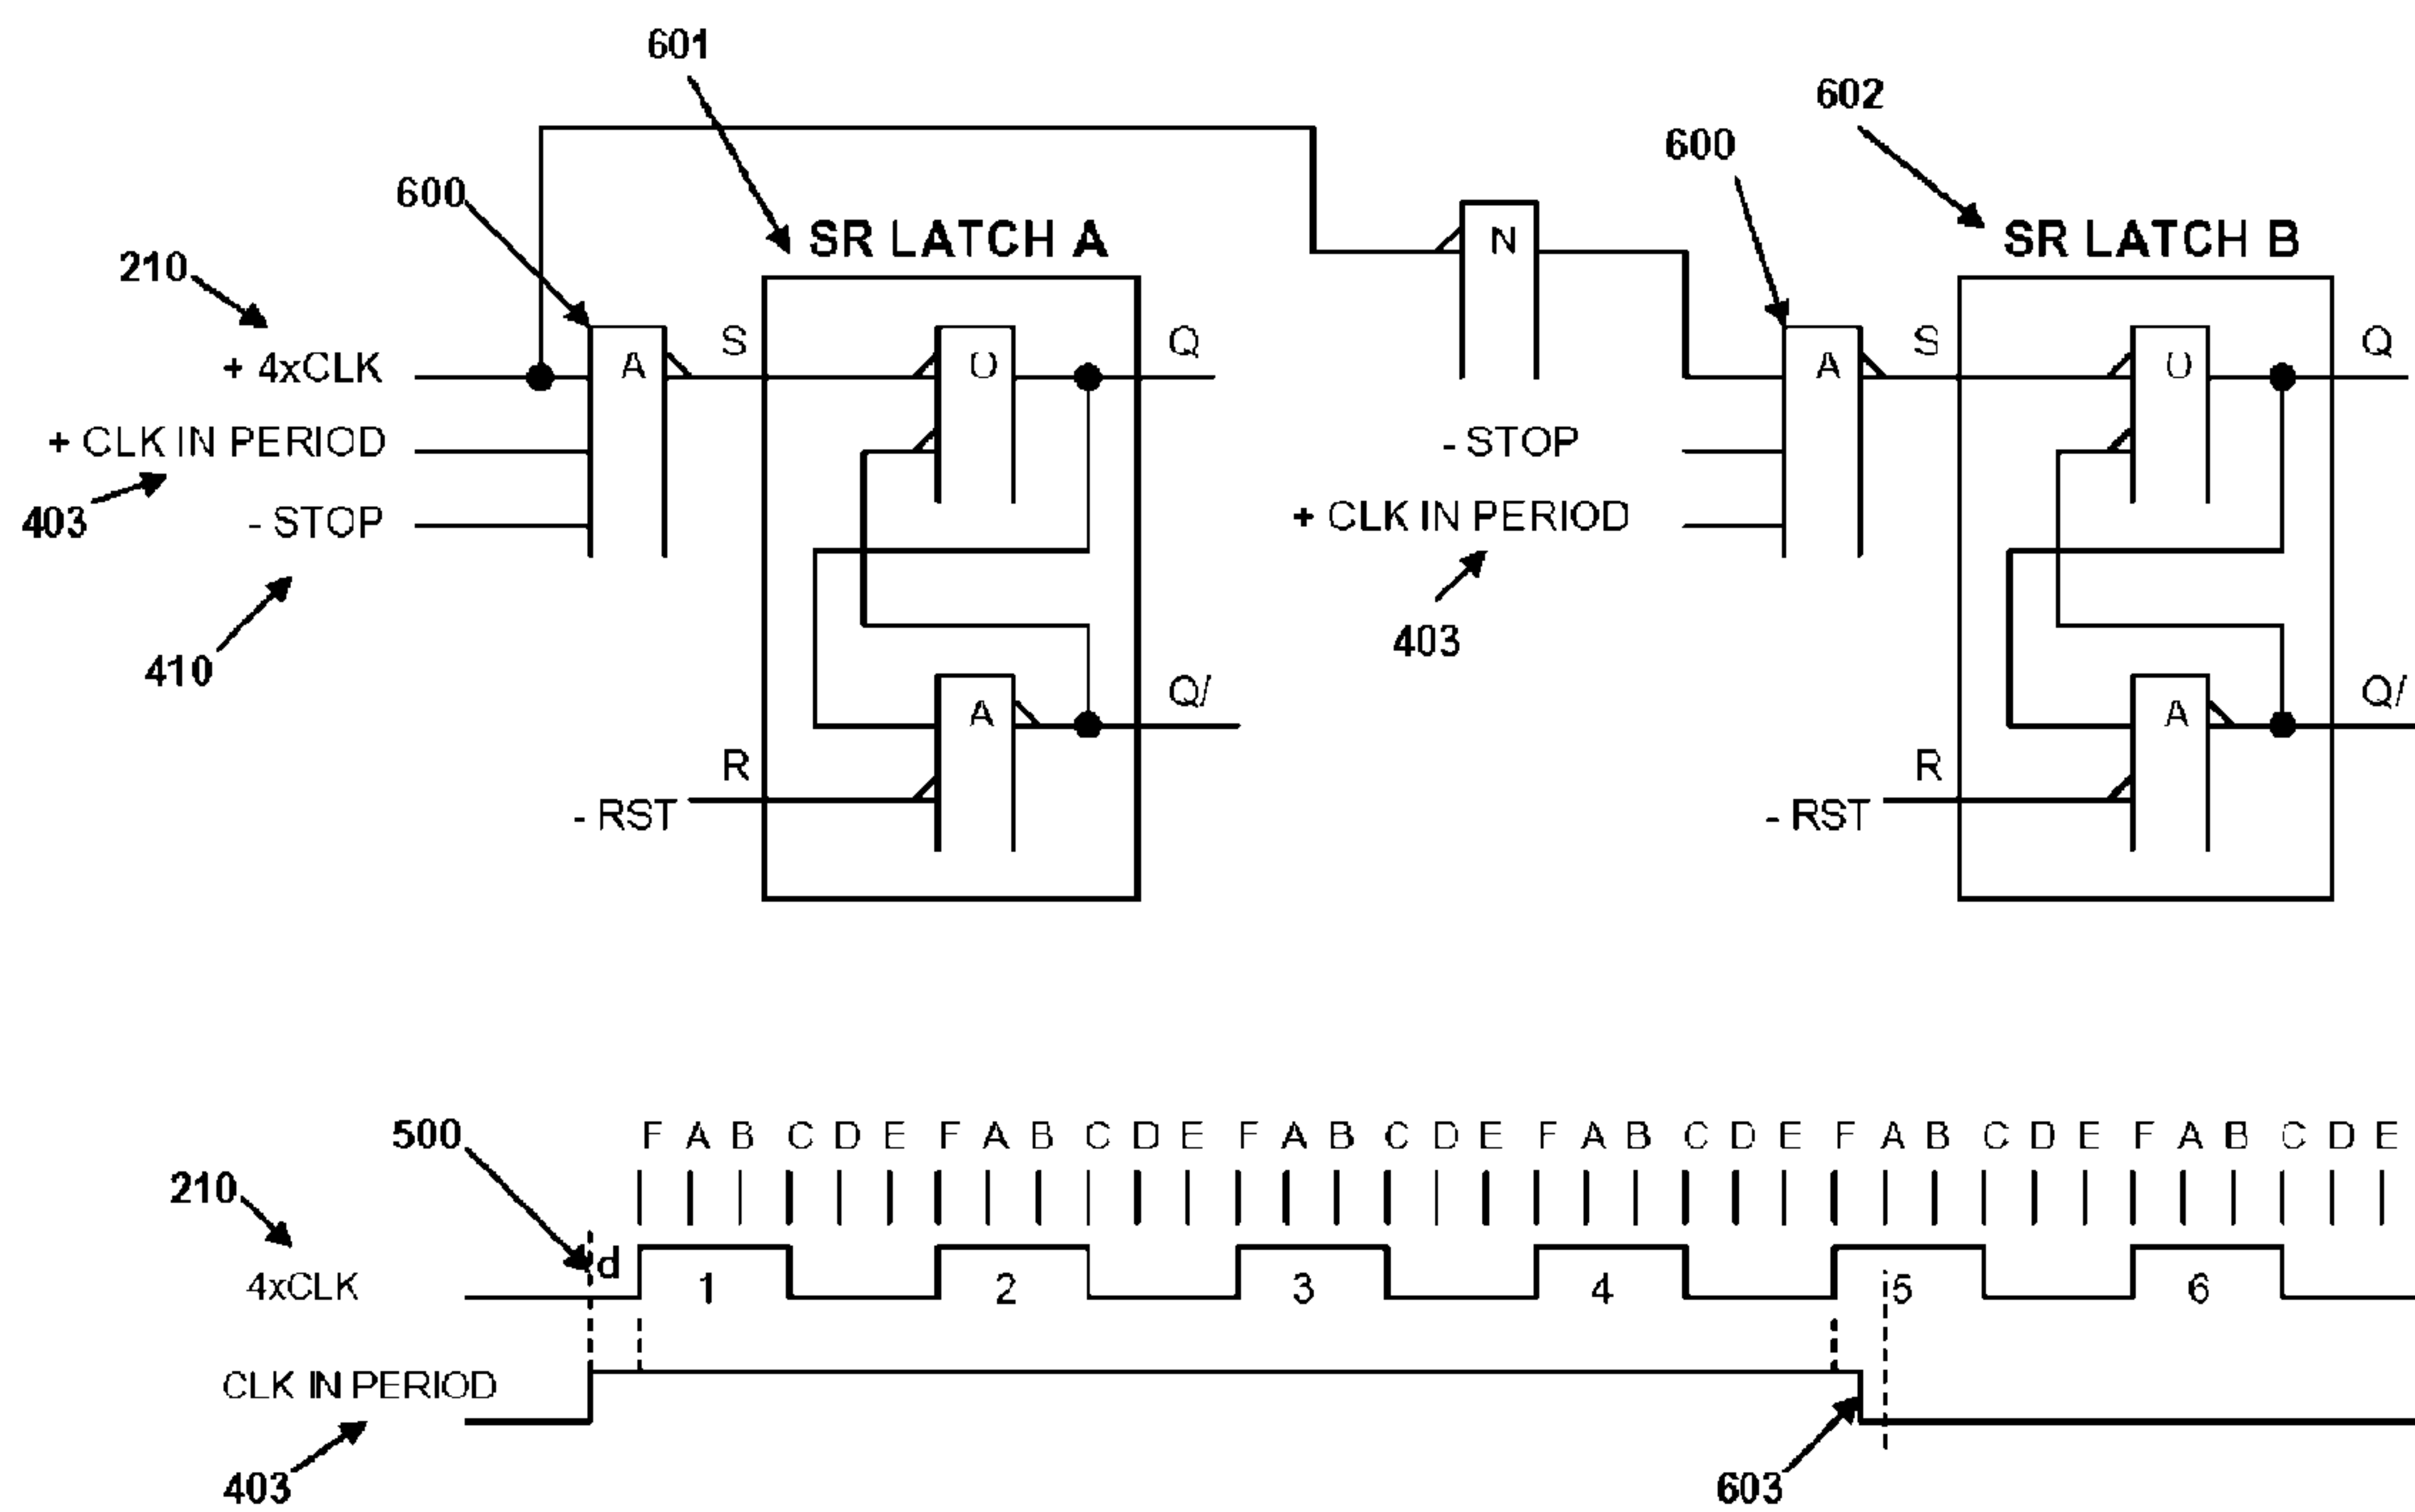 601
602
600
600
SR LATCH A
N
SR LATCH B
210
+ 4xCLK
A
S
O
Q
A
S
O
Q
+ CLK IN PERIOD
- STOP
403
- STOP
+ CLK IN PERIOD
410
403
A
Q/
A
Q/
R
R
- RST
- RST
500
F A B C D E F A B C D E F A B C D E F A B C D E F A B C D E F A B C D E
210
d
4xCLK
1 2 3 4 5 6
CLK IN PERIOD
403
603